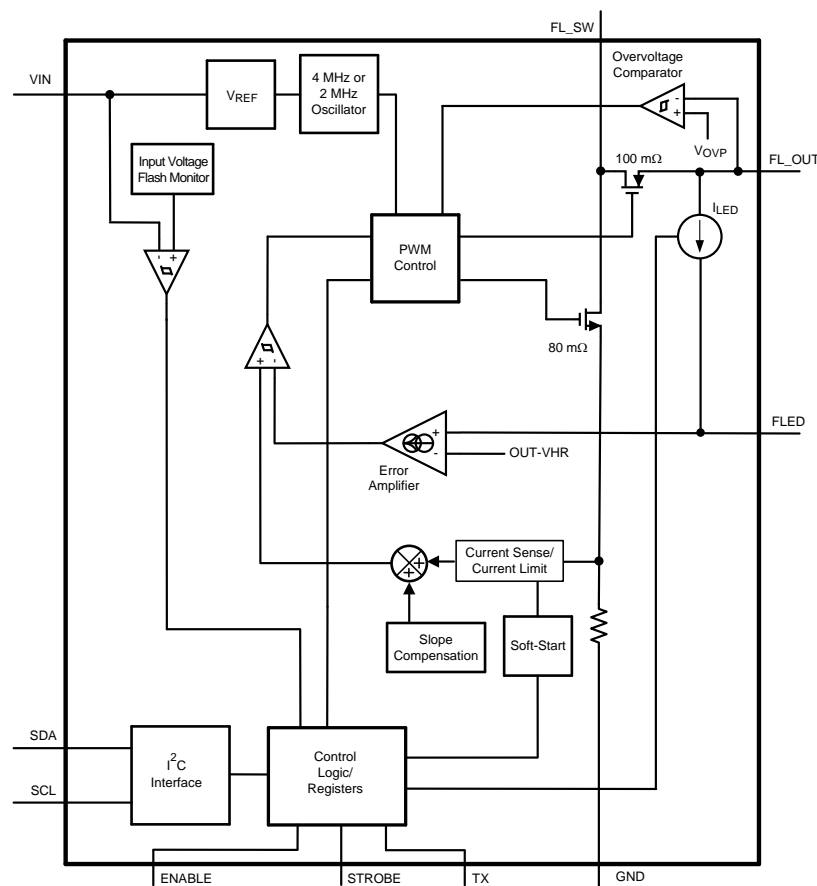 FL_SW
Overvoltage
Comparator
VIN
VREF
4 MHz or
2 MHz
Oscillator
-
+
VOVP
Input Voltage
Flash Monitor
100 mΩ
FL_OUT
ILED
- +
PWM
Control
80 mΩ
+ -
FLED
+
-
OUT-VHR
Error
Amplifier
Current Sense/
Current Limit
+
+
Slope
Compensation
Soft-Start
SDA
I2C
Interface
SCL
Control
Logic/
Registers
ENABLE
STROBE
TX
GND